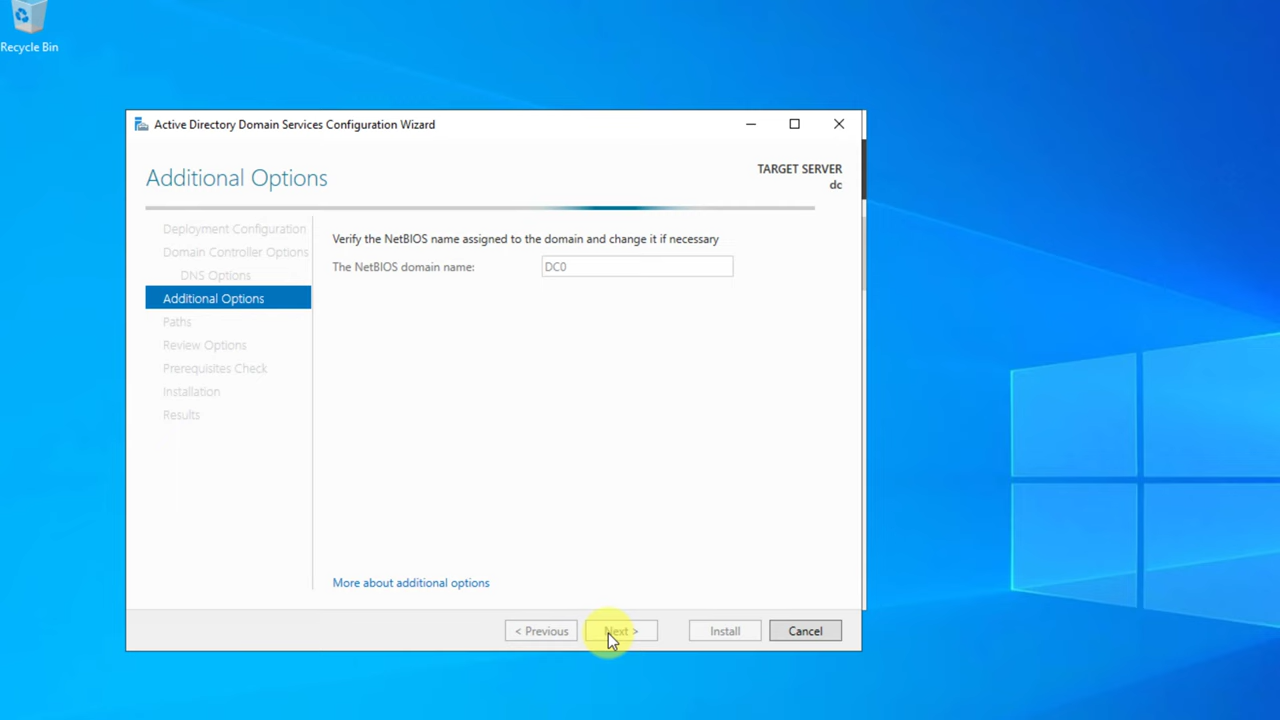 Recycle Bin
Active Directory Domain Services Configuration Wizard
Additional Options
TARGET SERVER
dc
Deployment Configuration
Domain Controller Options
DNS Options
Additional Options
Paths
Review Options
Prerequisites Check
Installation
Results
Verify the NetBIOS name assigned to the domain and change it if necessary
The NetBIOS domain name: DC0
More about additional options
< Previous Next > Install Cancel